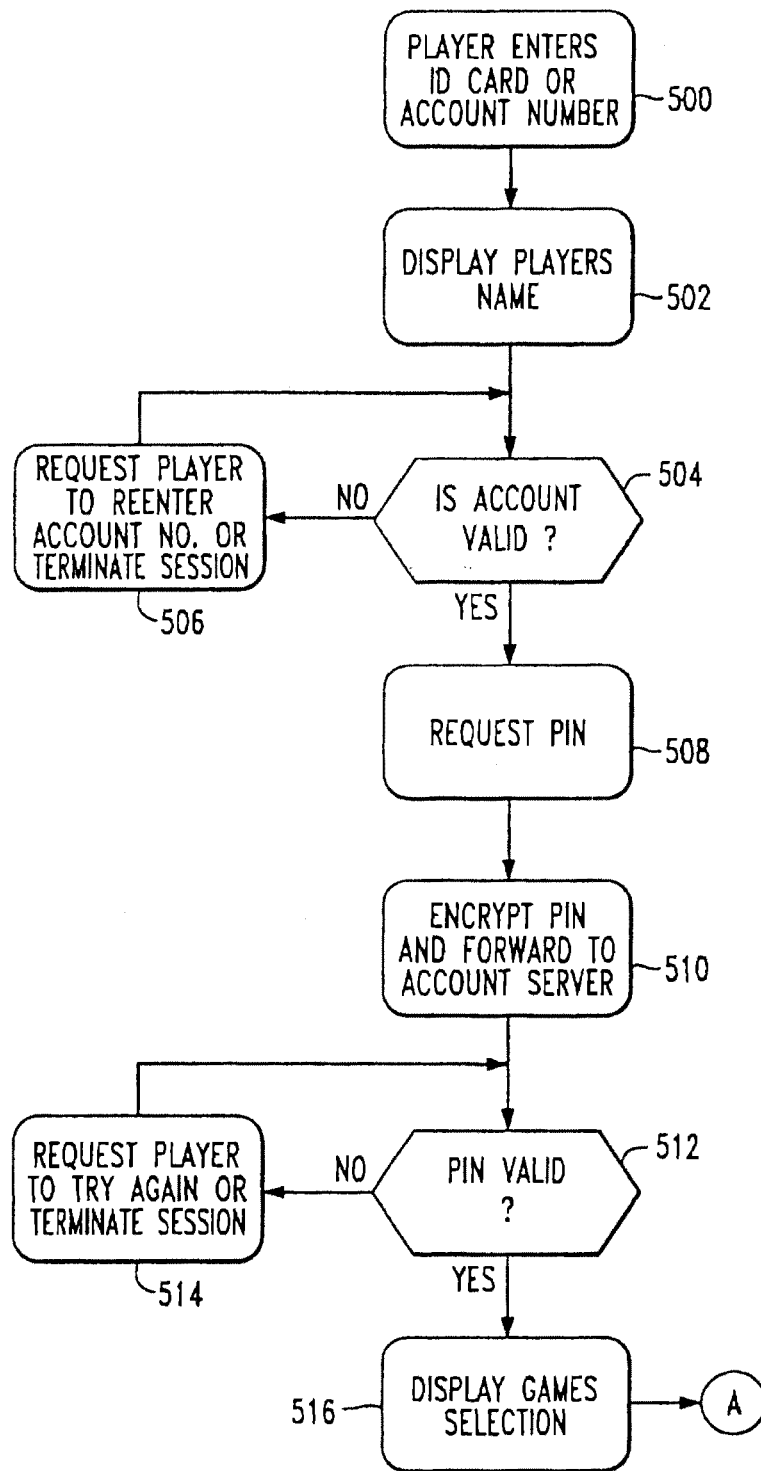 PLAYER ENTERS
ID CARD OR
ACCOUNT NUMBER
500
DISPLAY PLAYERS
NAME
502
REQUEST PLAYER
TO REENTER
ACCOUNT NO. OR
TERMINATE SESSION
506
NO
IS ACCOUNT
VALID ?
504
YES
REQUEST PIN
508
ENCRYPT PIN
AND FORWARD TO
ACCOUNT SERVER
510
REQUEST PLAYER
TO TRY AGAIN OR
TERMINATE SESSION
514
NO
PIN VALID
?
512
YES
516
DISPLAY GAMES
SELECTION
A